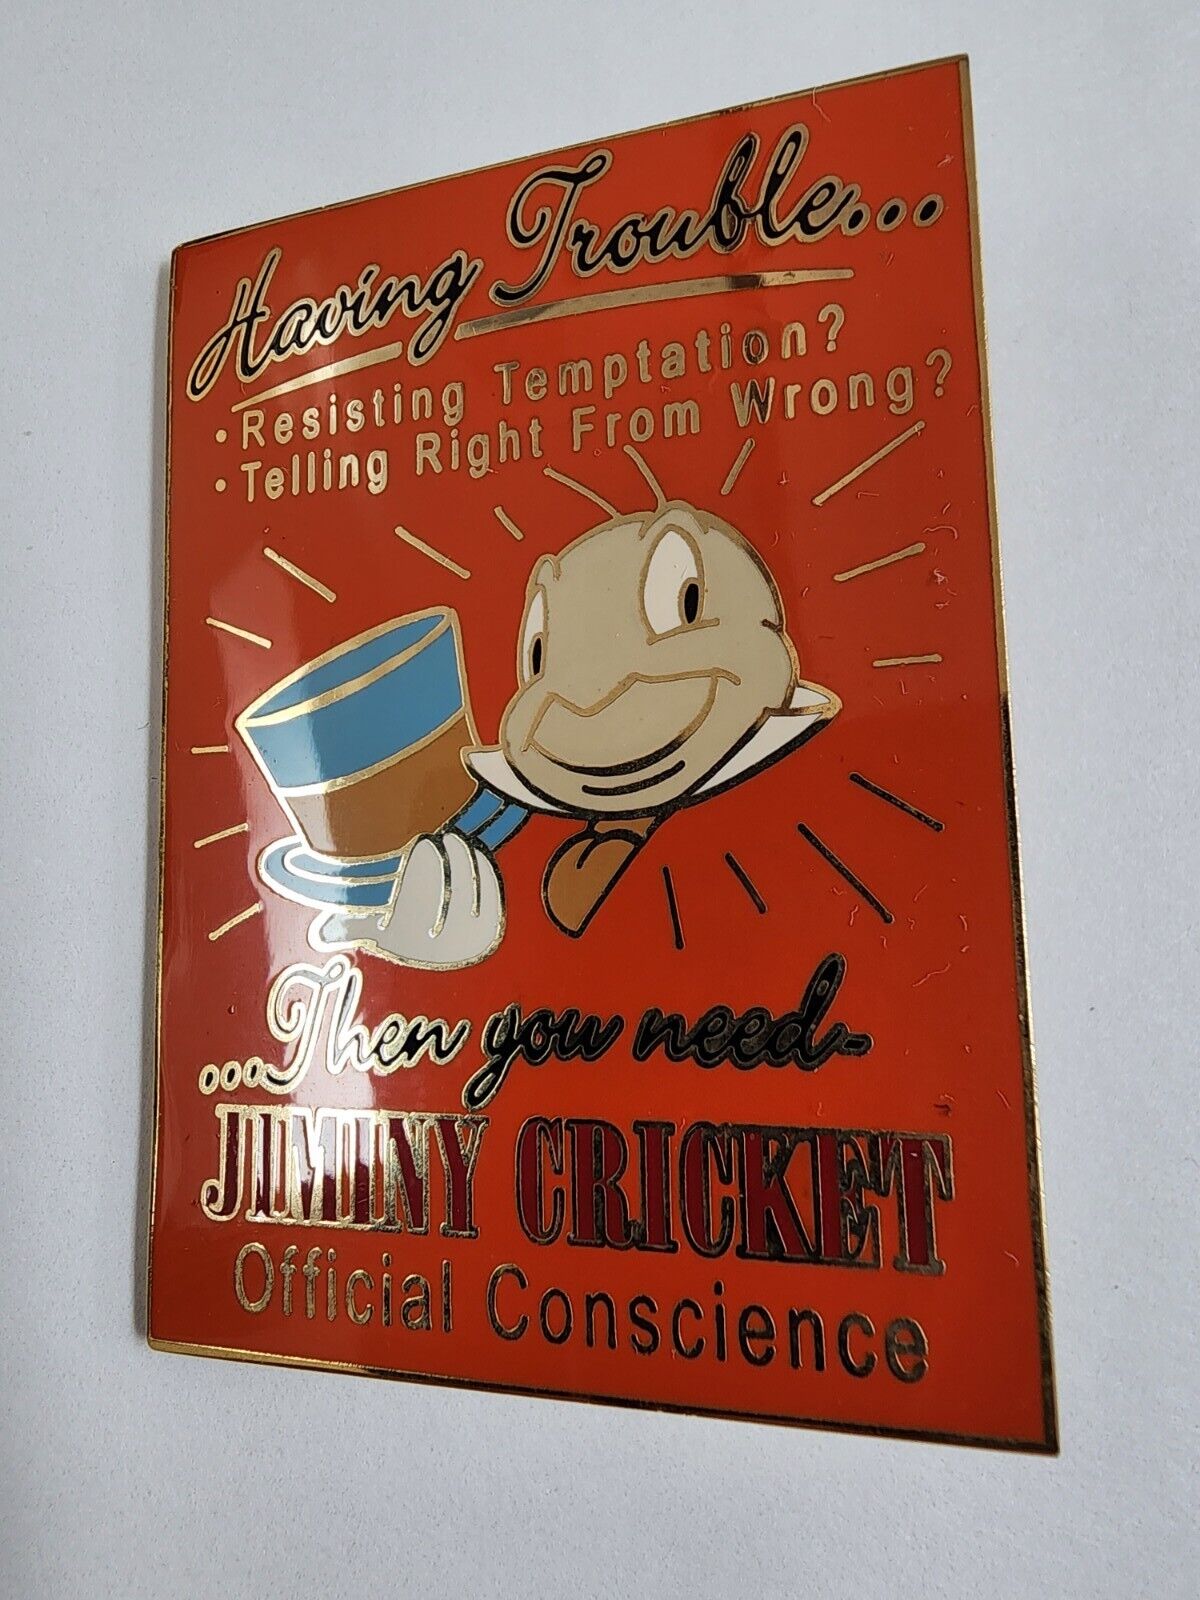 Having Trouble...
• Resisting Temptation?
• Telling Right From Wrong?
...Then you need-
JIMINY CRICKET
Official Conscience